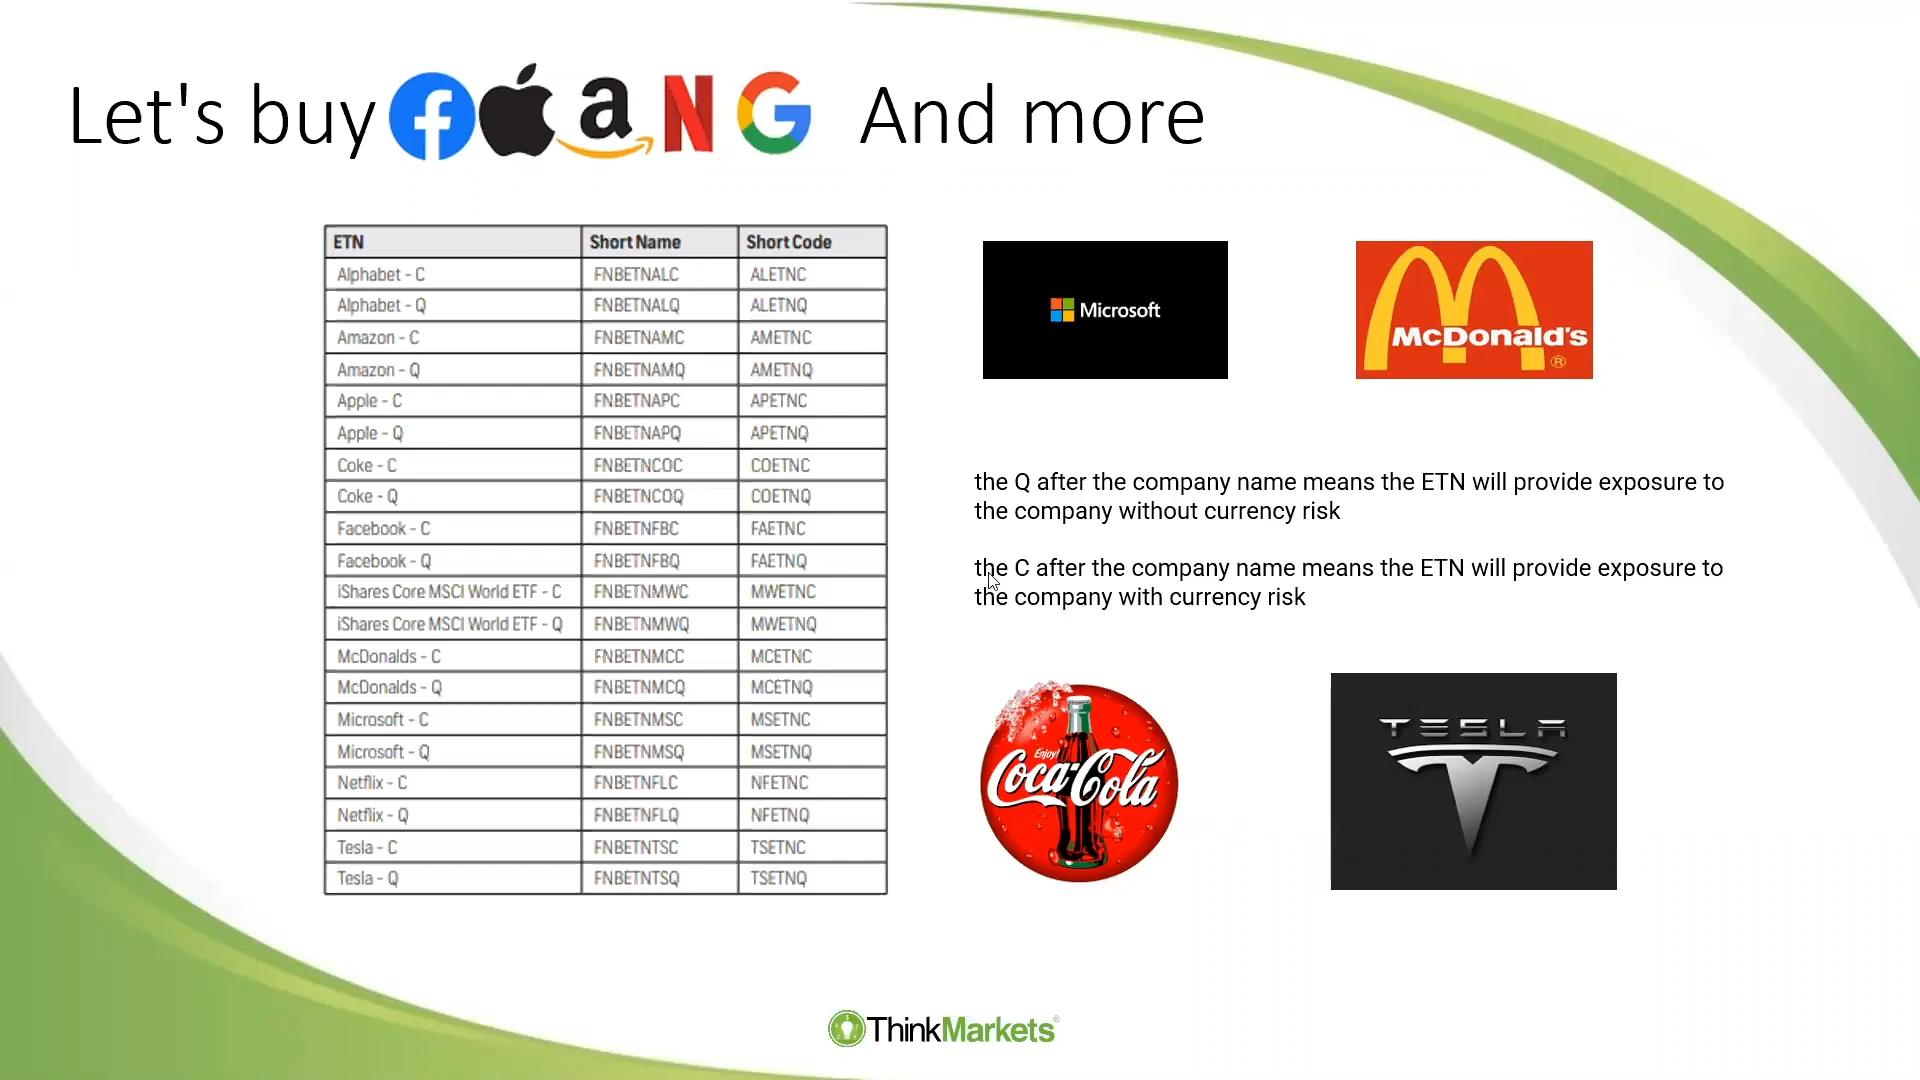 Let's buy And more
ETN Short Name Short Code
Alphabet - C FNBETNALC ALETNC
Alphabet - Q FNBETNALQ ALETNQ
Amazon - C FNBETNAMC AMETNC
Amazon - Q FNBETNAMQ AMETNQ
Apple - C FNBETNAPC APETNC
Apple - Q FNBETNAPQ APETNQ
Coke - C FNBETNCOC COETNC
Coke - Q FNBETNCOQ COETNQ
Facebook - C FNBETNFBC FAETNC
Facebook - Q FNBETNFBQ FAETNQ
iShares Core MSCI World ETF - C FNBETNMWC MWETNC
iShares Core MSCI World ETF - Q FNBETNMWQ MWETNQ
McDonalds - C FNBETNMCC MCETNC
McDonalds - Q FNBETNMCQ MCETNQ
Microsoft - C FNBETNMSC MSETNC
Microsoft - Q FNBETNMSQ MSETNQ
Netflix - C FNBETNFLC NFETNC
Netflix - Q FNBETNFLQ NFETNQ
Tesla - C FNBETNTSC TSETNC
Tesla - Q FNBETNTSQ TSETNQ
Microsoft
McDonald's
®
the Q after the company name means the ETN will provide exposure to
the company without currency risk
the C after the company name means the ETN will provide exposure to
the company with currency risk
Enjoy!
Coca-Cola
TESLA
ThinkMarkets®